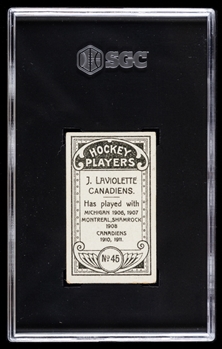 SGC
HOCKEY
PLAYERS
J. LAVIOLETTE
CANADIENS.
Has played with
MICHIGAN 1906, 1907
MONTREAL, SHAMROCK
1908
CANADIENS
1910, 1911.
No 45